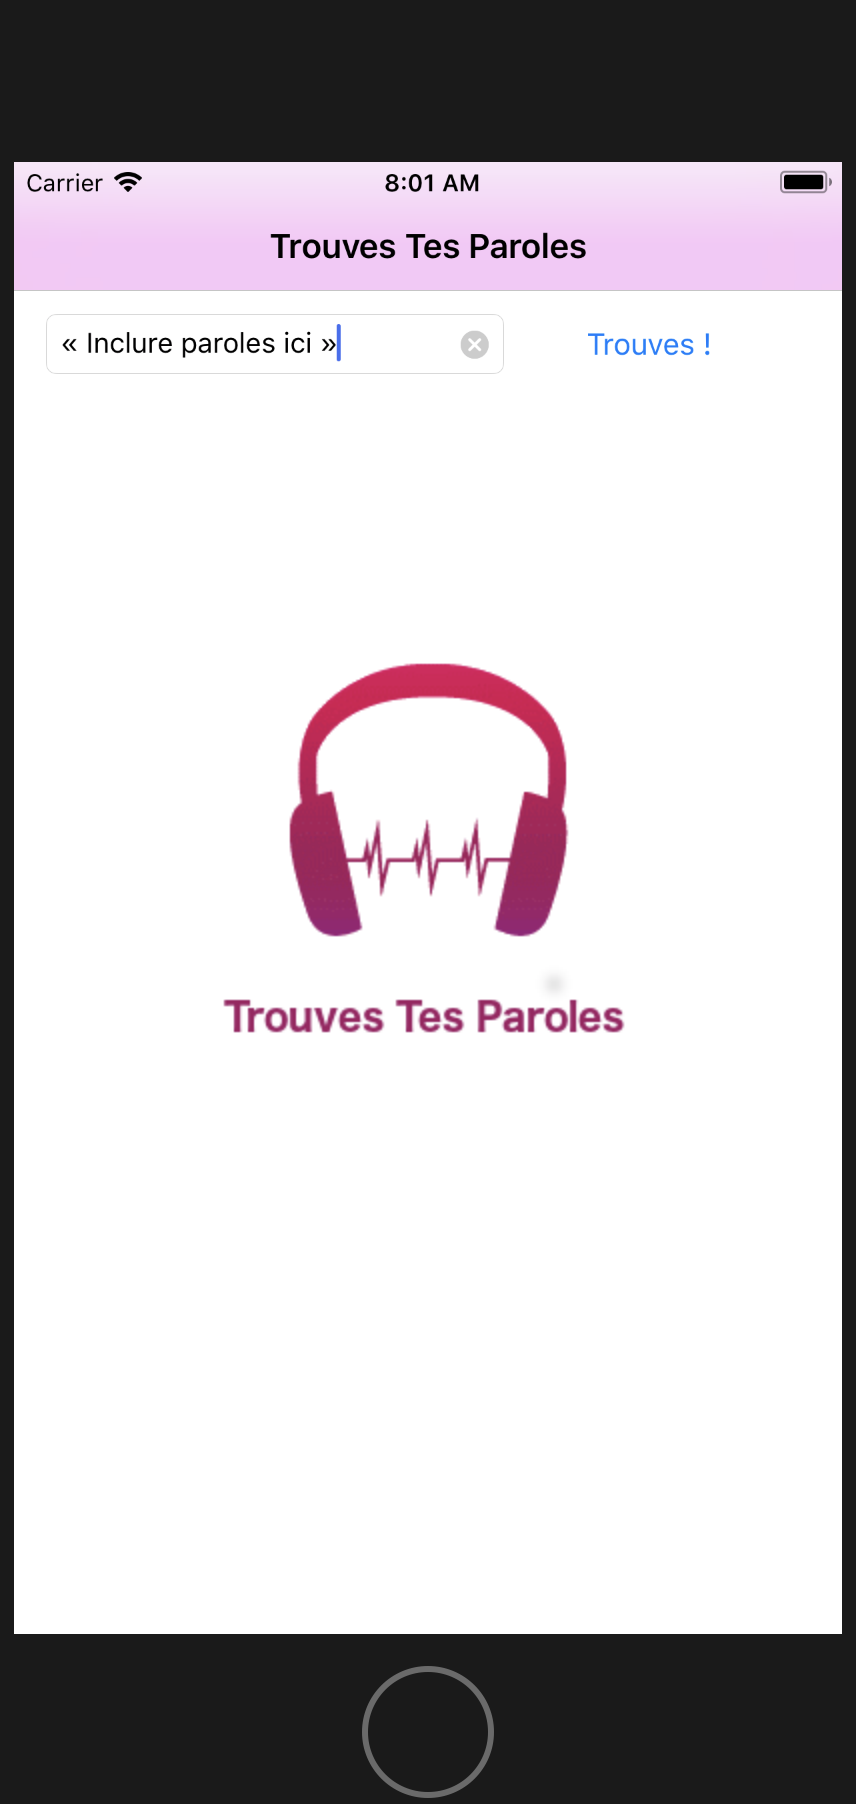 Carrier 8:01 AM
Trouves Tes Paroles
« Inclure paroles ici » Trouves !
Trouves Tes Paroles